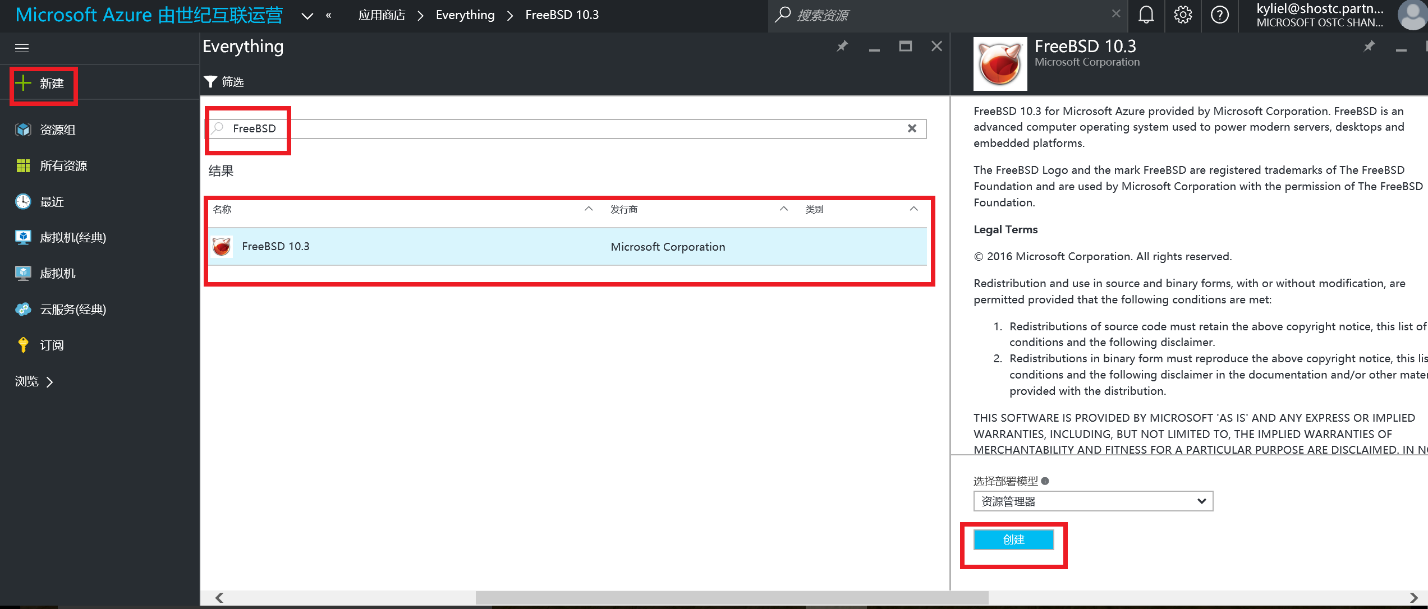 Microsoft Azure 由世纪互联运营
«
应用商店 > Everything > FreeBSD 10.3
搜索资源
kyliel@shostc.partn...
MICROSOFT OSTC SHAN...
新建
资源组
所有资源
最近
虚拟机(经典)
虚拟机
云服务(经典)
订阅
浏览 >
Everything
筛选
FreeBSD
结果
名称 发行商 类别
FreeBSD 10.3 Microsoft Corporation
FreeBSD 10.3
Microsoft Corporation
FreeBSD 10.3 for Microsoft Azure provided by Microsoft Corporation. FreeBSD is an
advanced computer operating system used to power modern servers, desktops and
embedded platforms.
The FreeBSD Logo and the mark FreeBSD are registered trademarks of The FreeBSD
Foundation and are used by Microsoft Corporation with the permission of The FreeBSD
Foundation.
Legal Terms
© 2016 Microsoft Corporation. All rights reserved.
Redistribution and use in source and binary forms, with or without modification, are
permitted provided that the following conditions are met:
1. Redistributions of source code must retain the above copyright notice, this list of
conditions and the following disclaimer.
2. Redistributions in binary form must reproduce the above copyright notice, this lis
conditions and the following disclaimer in the documentation and/or other mater
provided with the distribution.
THIS SOFTWARE IS PROVIDED BY MICROSOFT 'AS IS' AND ANY EXPRESS OR IMPLIED
WARRANTIES, INCLUDING, BUT NOT LIMITED TO, THE IMPLIED WARRANTIES OF
MERCHANTABILITY AND FITNESS FOR A PARTICULAR PURPOSE ARE DISCLAIMED. IN NO
选择部署模型
资源管理器
创建